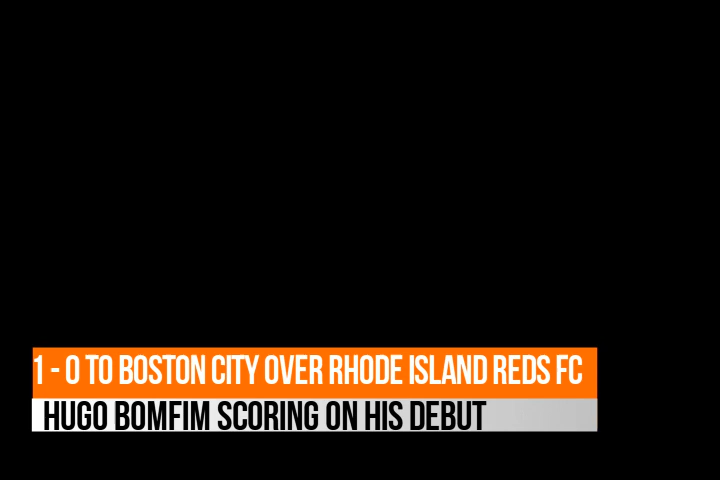 1 - 0 TO BOSTON CITY OVER RHODE ISLAND REDS FC
HUGO BOMFIM SCORING ON HIS DEBUT